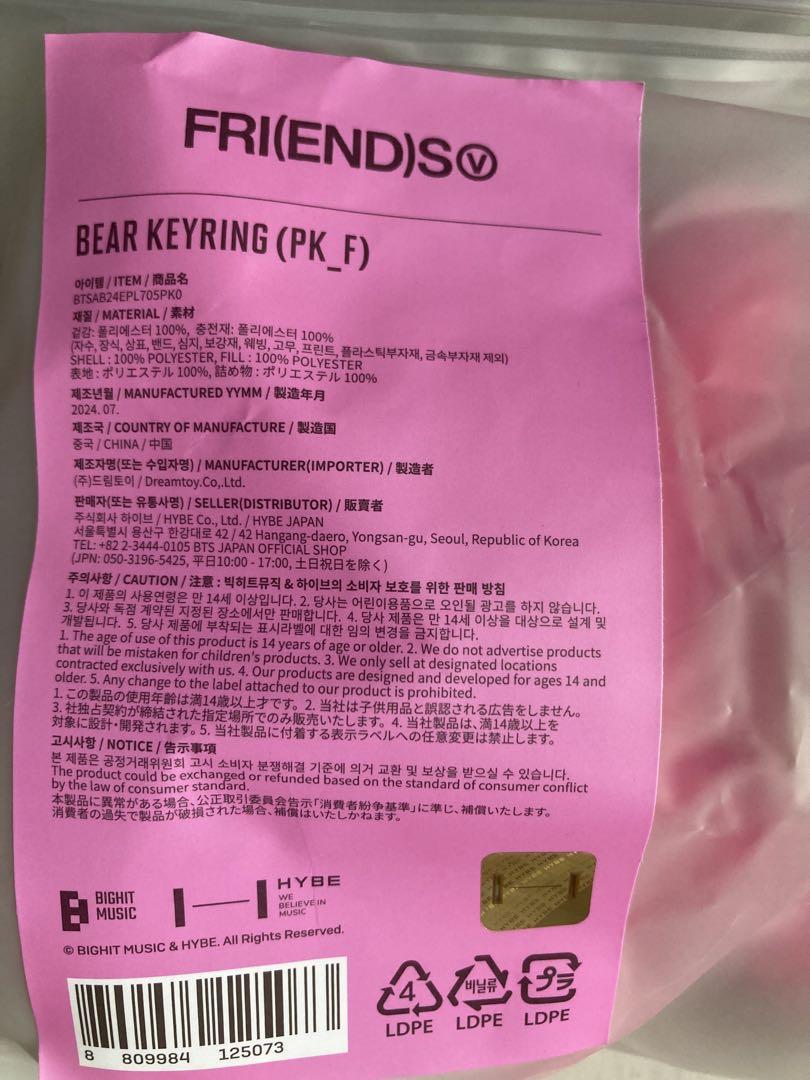 FRI(END)S Ⓥ
BEAR KEYRING (PK_F)
아이템 / ITEM / 商品名
BTSAB24EPL705PK0
재질 / MATERIAL / 素材
겉감: 폴리에스터 100%, 충전재: 폴리에스터 100%
(자수, 장식, 상표, 밴드, 심지, 보강재, 웨빙, 고무, 프린트, 플라스틱부자재, 금속부자재 제외)
SHELL : 100% POLYESTER, FILL : 100% POLYESTER
表地 : ポリエステル 100%, 詰め物 : ポリエステル 100%
제조년월 / MANUFACTURED YYMM / 製造年月
2024. 07.
제조국 / COUNTRY OF MANUFACTURE / 製造国
중국 / CHINA / 中国
제조자명(또는 수입자명) / MANUFACTURER(IMPORTER) / 製造者
(주)드림토이 / Dreamtoy.Co,.Ltd.
판매자(또는 유통사명) / SELLER(DISTRIBUTOR) / 販賣者
주식회사 하이브 / HYBE Co., Ltd. / HYBE JAPAN
서울특별시 용산구 한강대로 42 / 42 Hangang-daero, Yongsan-gu, Seoul, Republic of Korea
TEL: +82 2-3444-0105 BTS JAPAN OFFICIAL SHOP
(JPN: 050-3196-5425, 平日10:00 - 17:00, 土日祝日を除く)
주의사항 / CAUTION / 注意 : 빅히트뮤직 & 하이브의 소비자 보호를 위한 판매 방침
1. 이 제품의 사용연령은 만 14세 이상입니다. 2. 당사는 어린이용품으로 오인될 광고를 하지 않습니다.
3. 당사와 독점 계약된 지정된 장소에서만 판매합니다. 4. 당사 제품은 만 14세 이상을 대상으로 설계 및
개발됩니다. 5. 당사 제품에 부착되는 표시라벨에 대한 임의 변경을 금지합니다.
1. The age of use of this product is 14 years of age or older. 2. We do not advertise products
that will be mistaken for children's products. 3. We only sell at designated locations
contracted exclusively with us. 4. Our products are designed and developed for ages 14 and
older. 5. Any change to the label attached to our product is prohibited.
1. この製品の使用年齢は満14歳以上才です。2. 当社は子供用品と誤認される広告をしません。
3. 社独占契約が締結された指定場所でのみ販売いたします。4. 当社製品は、満14歳以上を
対象に設計・開発されます。5. 当社製品に付着する表示ラベルへの任意変更は禁止します。
고시사항 / NOTICE / 告示事項
본 제품은 공정거래위원회 고시 소비자 분쟁해결 기준에 의거 교환 및 보상을 받으실 수 있습니다.
The product could be exchanged or refunded based on the standard of consumer conflict
by the law of consumer standard.
本製品に異常がある場合、公正取引委員会告示「消費者紛争基準」に準じ、補償いたします。
消費者の過失で製品が破損された場合、補償はいたしかねます。
BIGHIT
MUSIC
HYBE
WE
BELIEVE IN
MUSIC
© BIGHIT MUSIC & HYBE. All Rights Reserved.
8 809984 125073
4
LDPE
비닐류
LDPE
プラ
LDPE